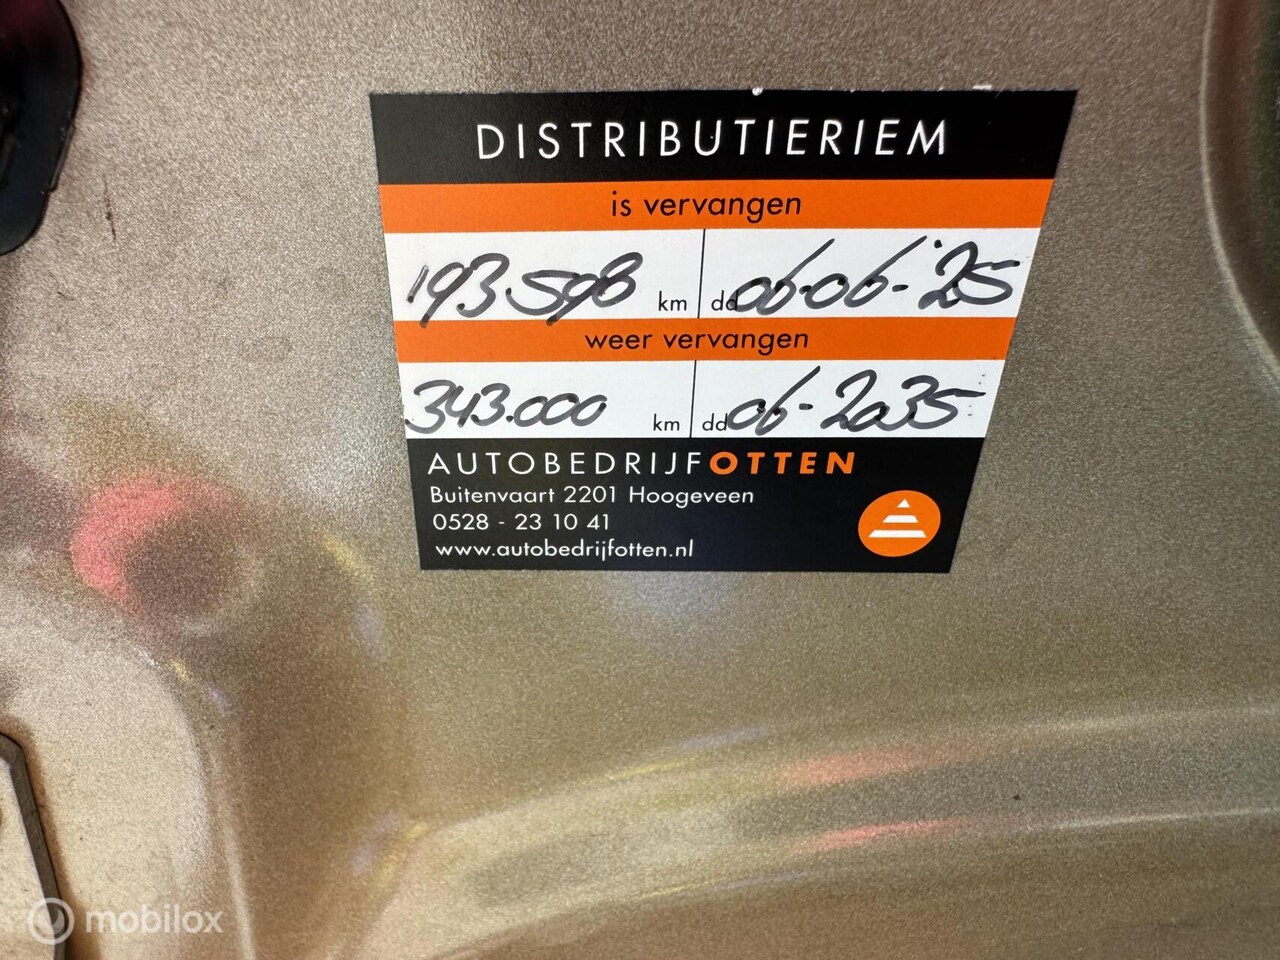 DISTRIBUTIERIEM
is vervangen
193.598 km dd 06-06-'25
weer vervangen
343.000 km dd 06-2035
AUTOBEDRIJFOTTEN
Buitenvaart 2201 Hoogeveen
0528 - 23 10 41
www.autobedrijfotten.nl
mobilox